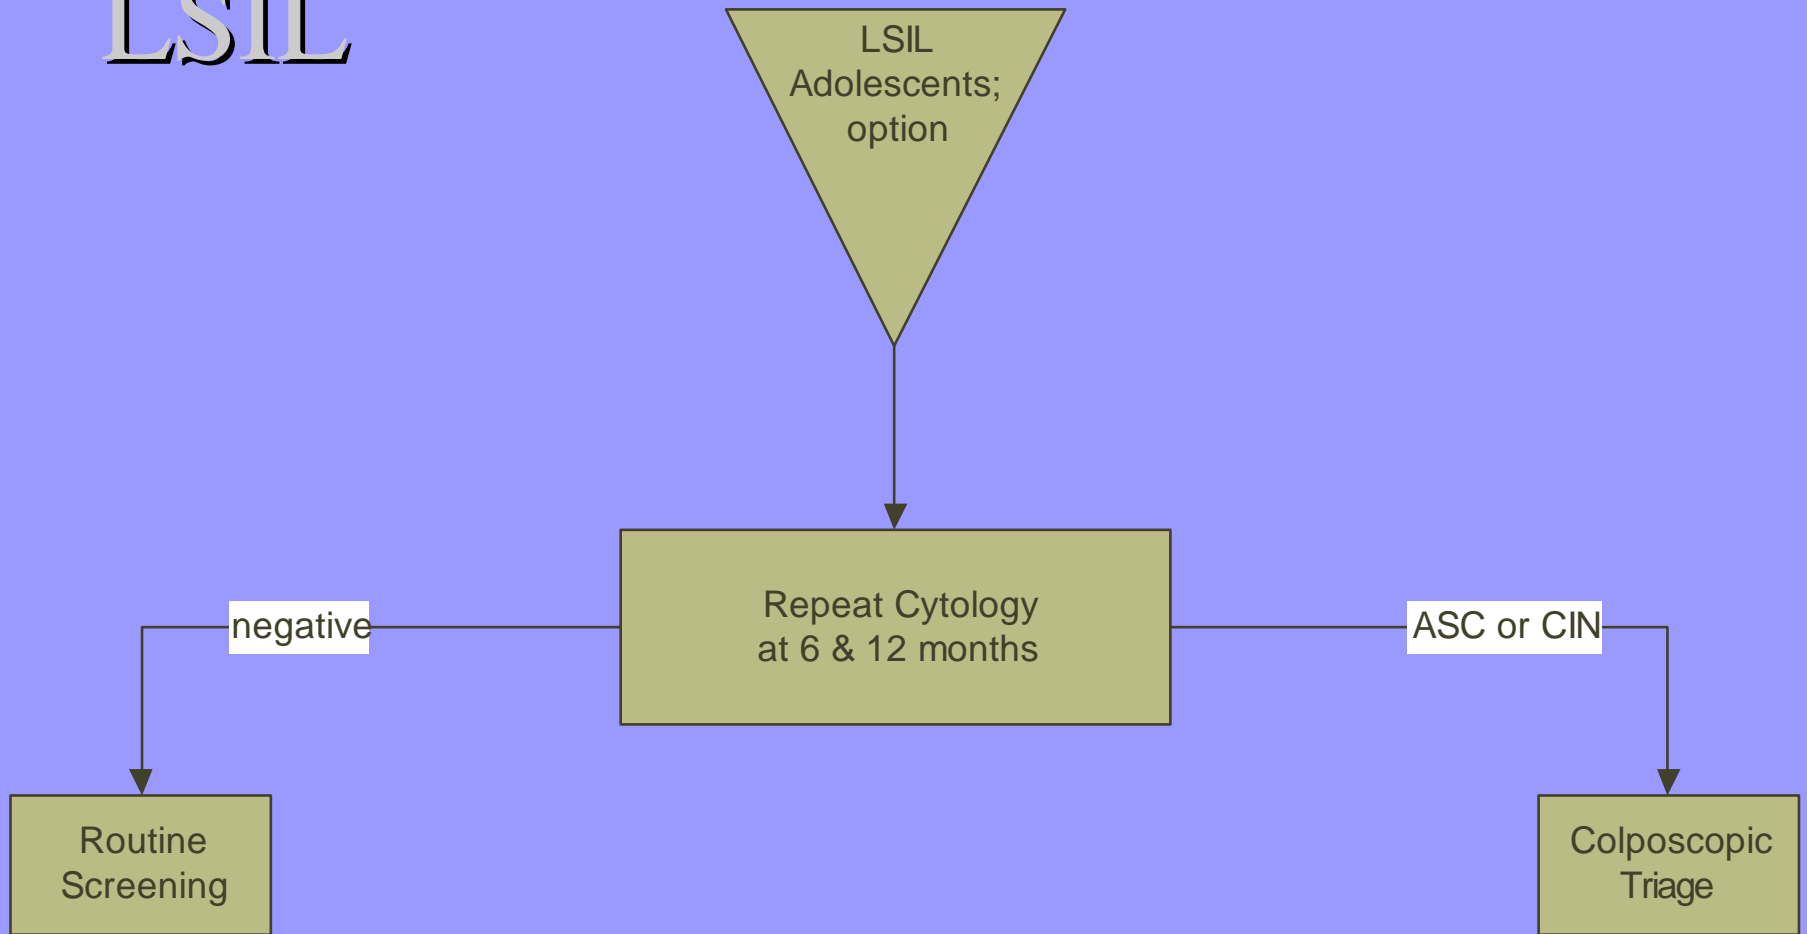 LSIL
LSIL
Adolescents;
option
Repeat Cytology
at 6 & 12 months
negative
ASC or CIN
Routine
Screening
Colposcopic
Triage